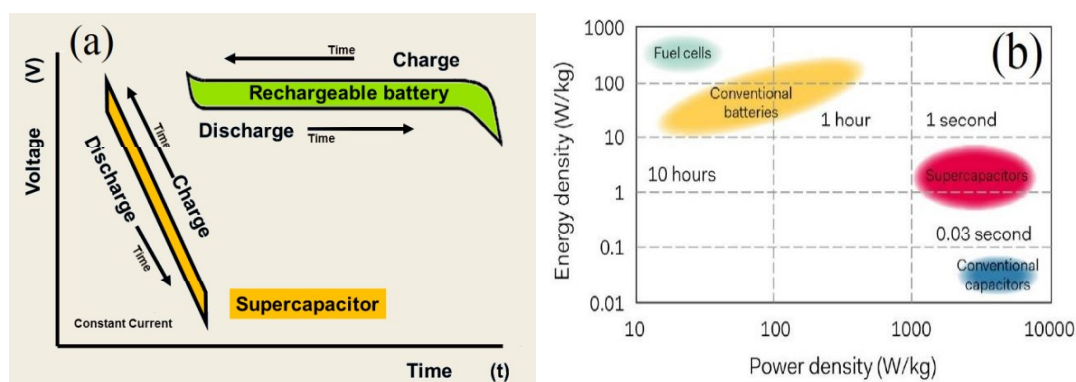 (a)
(V)
Voltage
Time
Charge
Rechargeable battery
Discharge
Time
Time
Charge
Discharge
Time
Supercapacitor
Constant Current
Time (t)
(b)
Energy density (W/kg)
1000
100
10
1
0.1
0.01
Fuel cells
Conventional
batteries
1 hour
1 second
10 hours
Supercapacitors
0.03 second
Conventional
capacitors
10
100
1000
10000
Power density (W/kg)